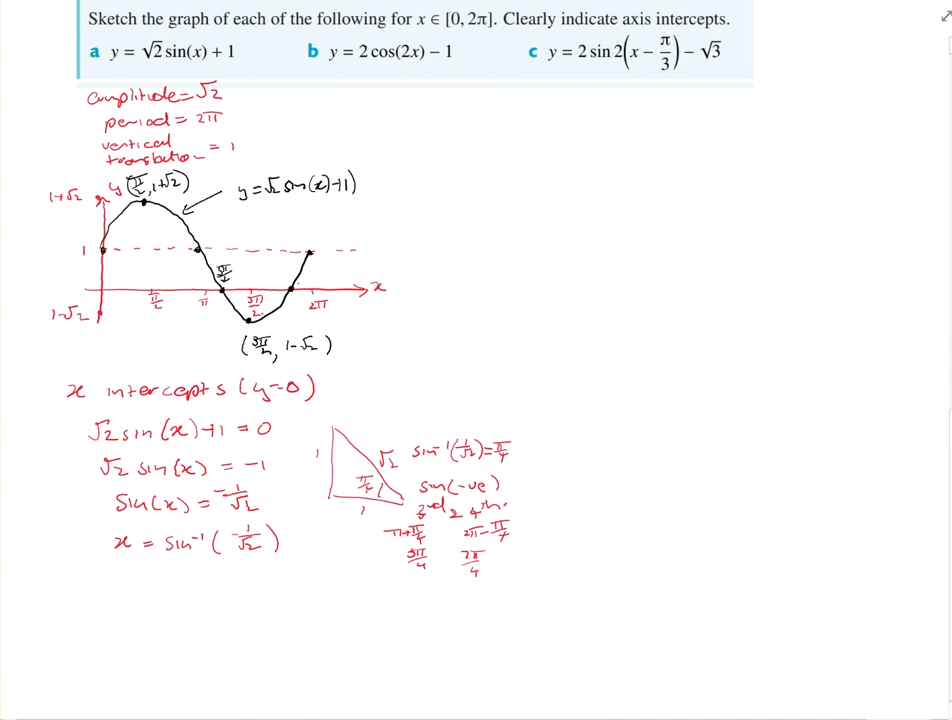 Sketch the graph of each of the following for x ∈ [0, 2π]. Clearly indicate axis intercepts.
a y = √2 sin(x) + 1 b y = 2 cos(2x) − 1 c y = 2 sin 2(x − π/3) − √3
amplitude = √2
period = 2π
vertical translation = 1
1+√2 y (π/2, 1+√2) y = √2 sin(x)+1)
1
5π/4
π/2 π 3π/2 2π x
1-√2
(3π/2, 1-√2)
x intercepts (y=0)
√2 sin(x)+1 = 0
√2 sin(x) = -1
sin(x) = -1/√2
x = sin⁻¹(-1/√2)
1 √2 π/4 1
sin⁻¹(1/√2) = π/4
sin(-ve)
3rd 2 4th
π+π/4 2π-π/4
5π/4 7π/4